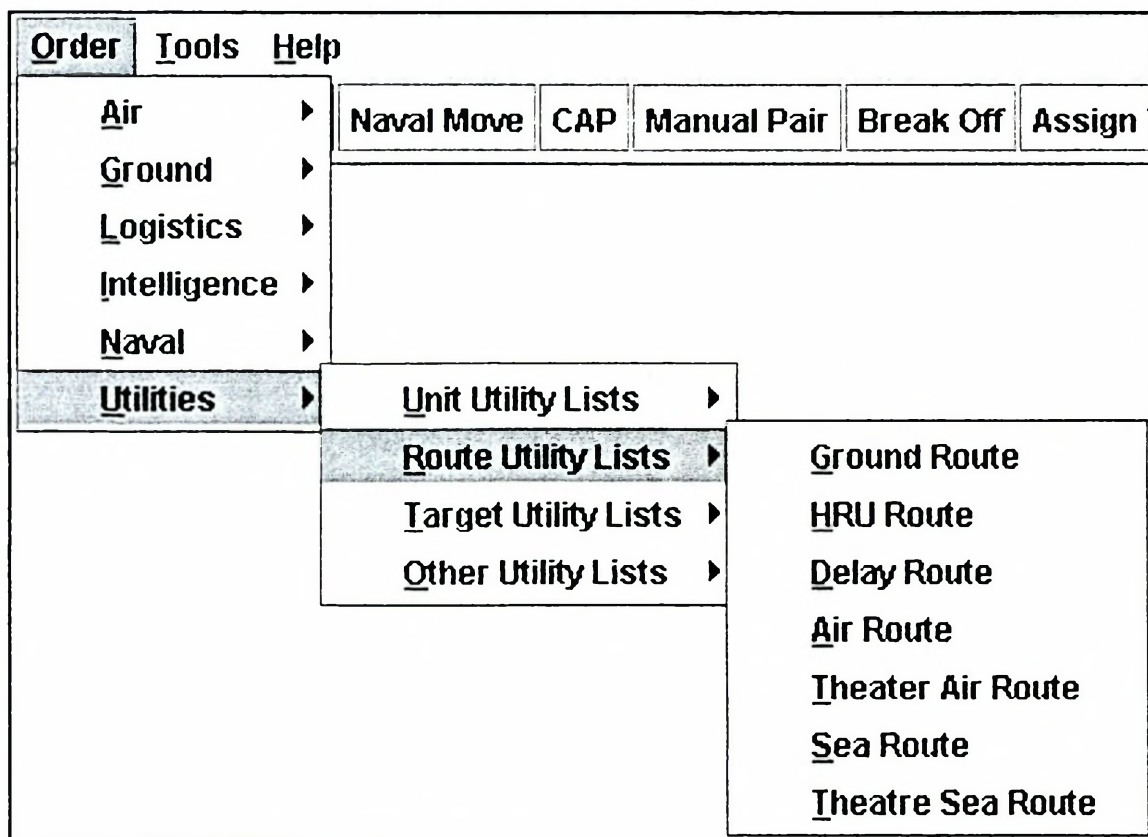 Order Tools Help
Air
Naval Move CAP Manual Pair Break Off Assign
Ground
Logistics
Intelligence
Naval
Utilities
Unit Utility Lists
Route Utility Lists
Target Utility Lists
Other Utility Lists
Ground Route
HRU Route
Delay Route
Air Route
Theater Air Route
Sea Route
Theatre Sea Route